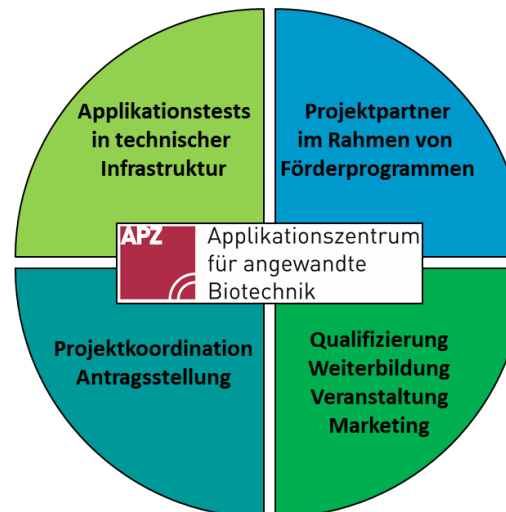 Applikationstests
in technischer
Infrastruktur
Projektpartner
im Rahmen von
Förderprogrammen
APZ
Applikationszentrum
für angewandte
Biotechnik
Projektkoordination
Antragsstellung
Qualifizierung
Weiterbildung
Veranstaltung
Marketing